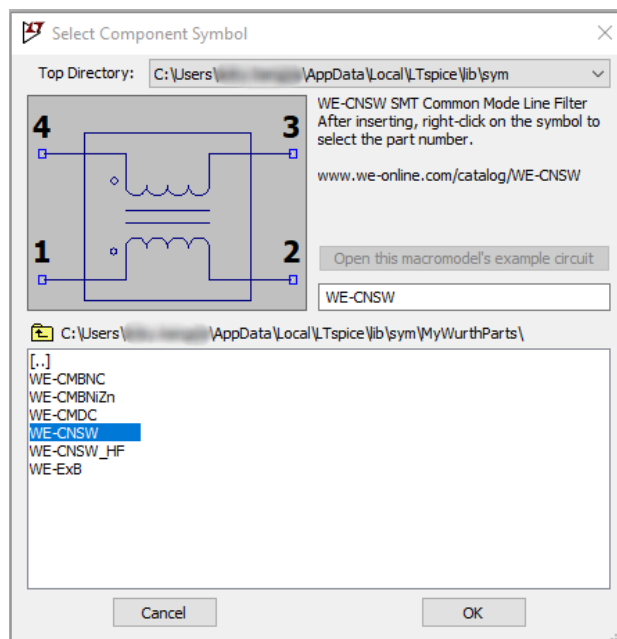 Select Component Symbol
Top Directory: C:\Users\ \AppData\Local\LTspice\lib\sym
4
3
1
2
WE-CNSW SMT Common Mode Line Filter
After inserting, right-click on the symbol to
select the part number.
www.we-online.com/catalog/WE-CNSW
Open this macromodel's example circuit
WE-CNSW
C:\Users\ \AppData\Local\LTspice\lib\sym\MyWurthParts\
[..]
WE-CMBNC
WE-CMBNiZn
WE-CMDC
WE-CNSW
WE-CNSW_HF
WE-ExB
Cancel
OK